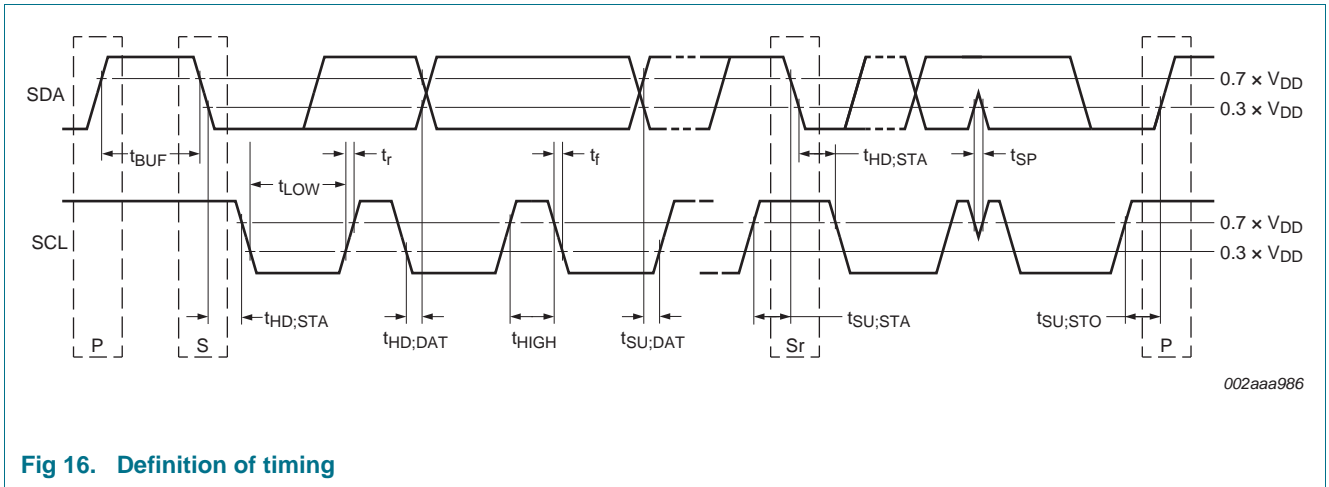 SDA
0.7 × VDD
0.3 × VDD
tBUF
tr
tf
tHD;STA
tSP
tLOW
SCL
0.7 × VDD
0.3 × VDD
tHD;STA
tHD;DAT
tHIGH
tSU;DAT
tSU;STA
tSU;STO
P
S
Sr
P
002aaa986
Fig 16. Definition of timing